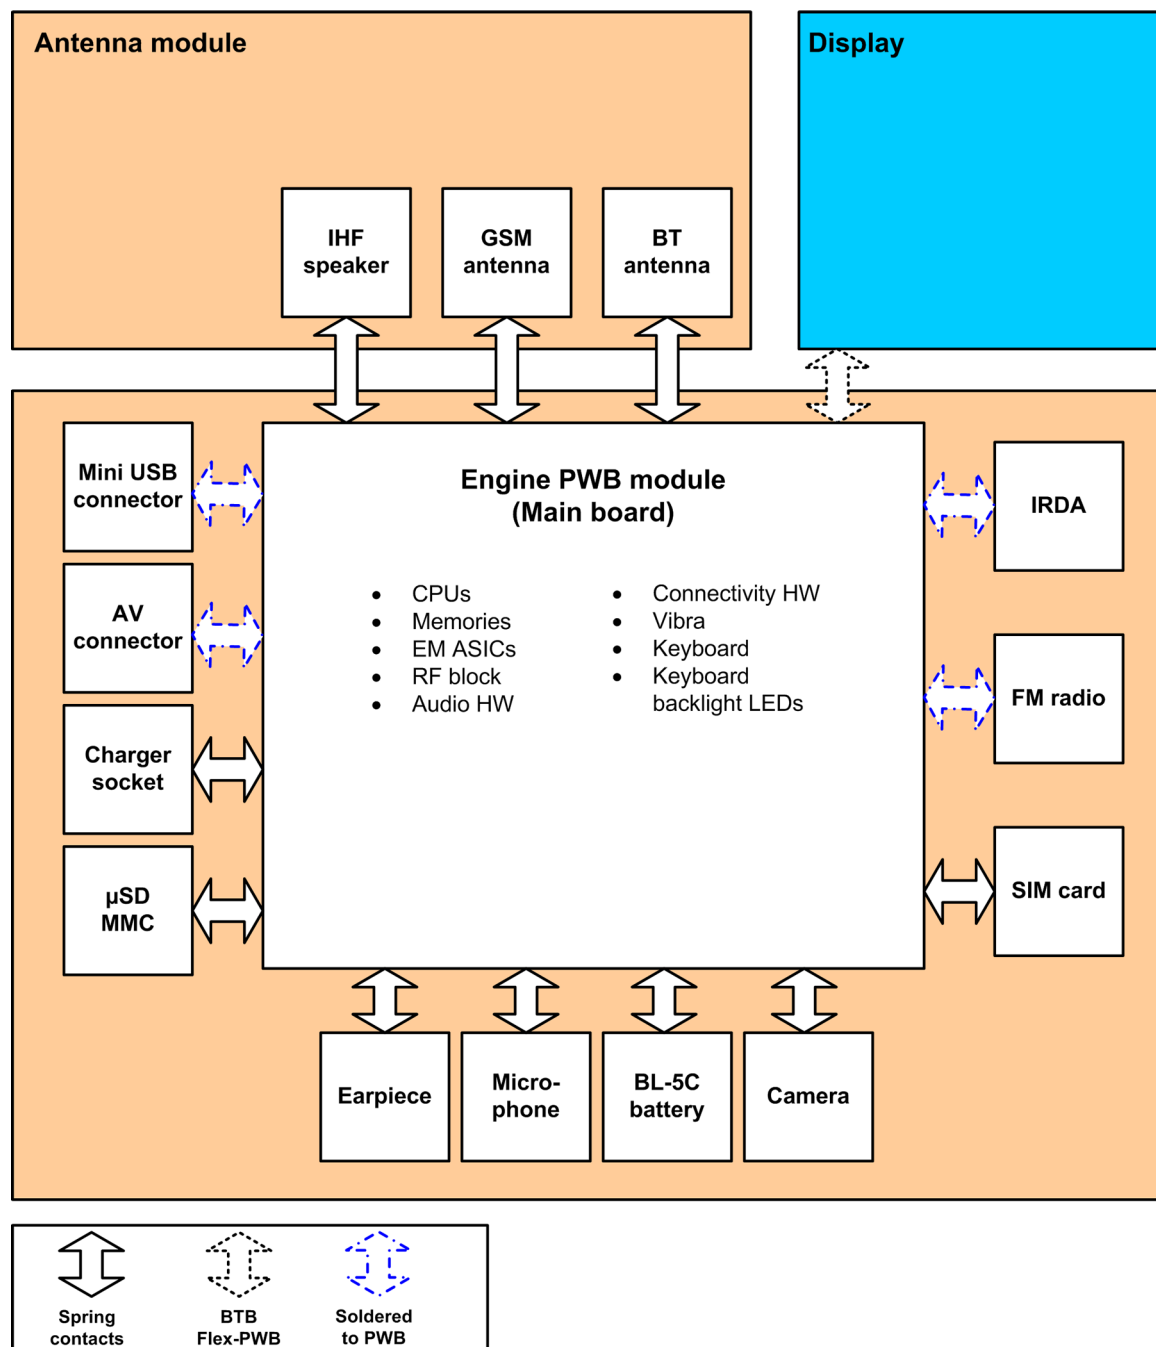 Antenna module
Display
IHF
speaker
GSM
antenna
BT
antenna
Mini USB
connector
AV
connector
Charger
socket
µSD
MMC
Engine PWB module
(Main board)
• CPUs
• Memories
• EM ASICs
• RF block
• Audio HW
• Connectivity HW
• Vibra
• Keyboard
• Keyboard
backlight LEDs
IRDA
FM radio
SIM card
Earpiece
Micro-
phone
BL-5C
battery
Camera
Spring
contacts
BTB
Flex-PWB
Soldered
to PWB